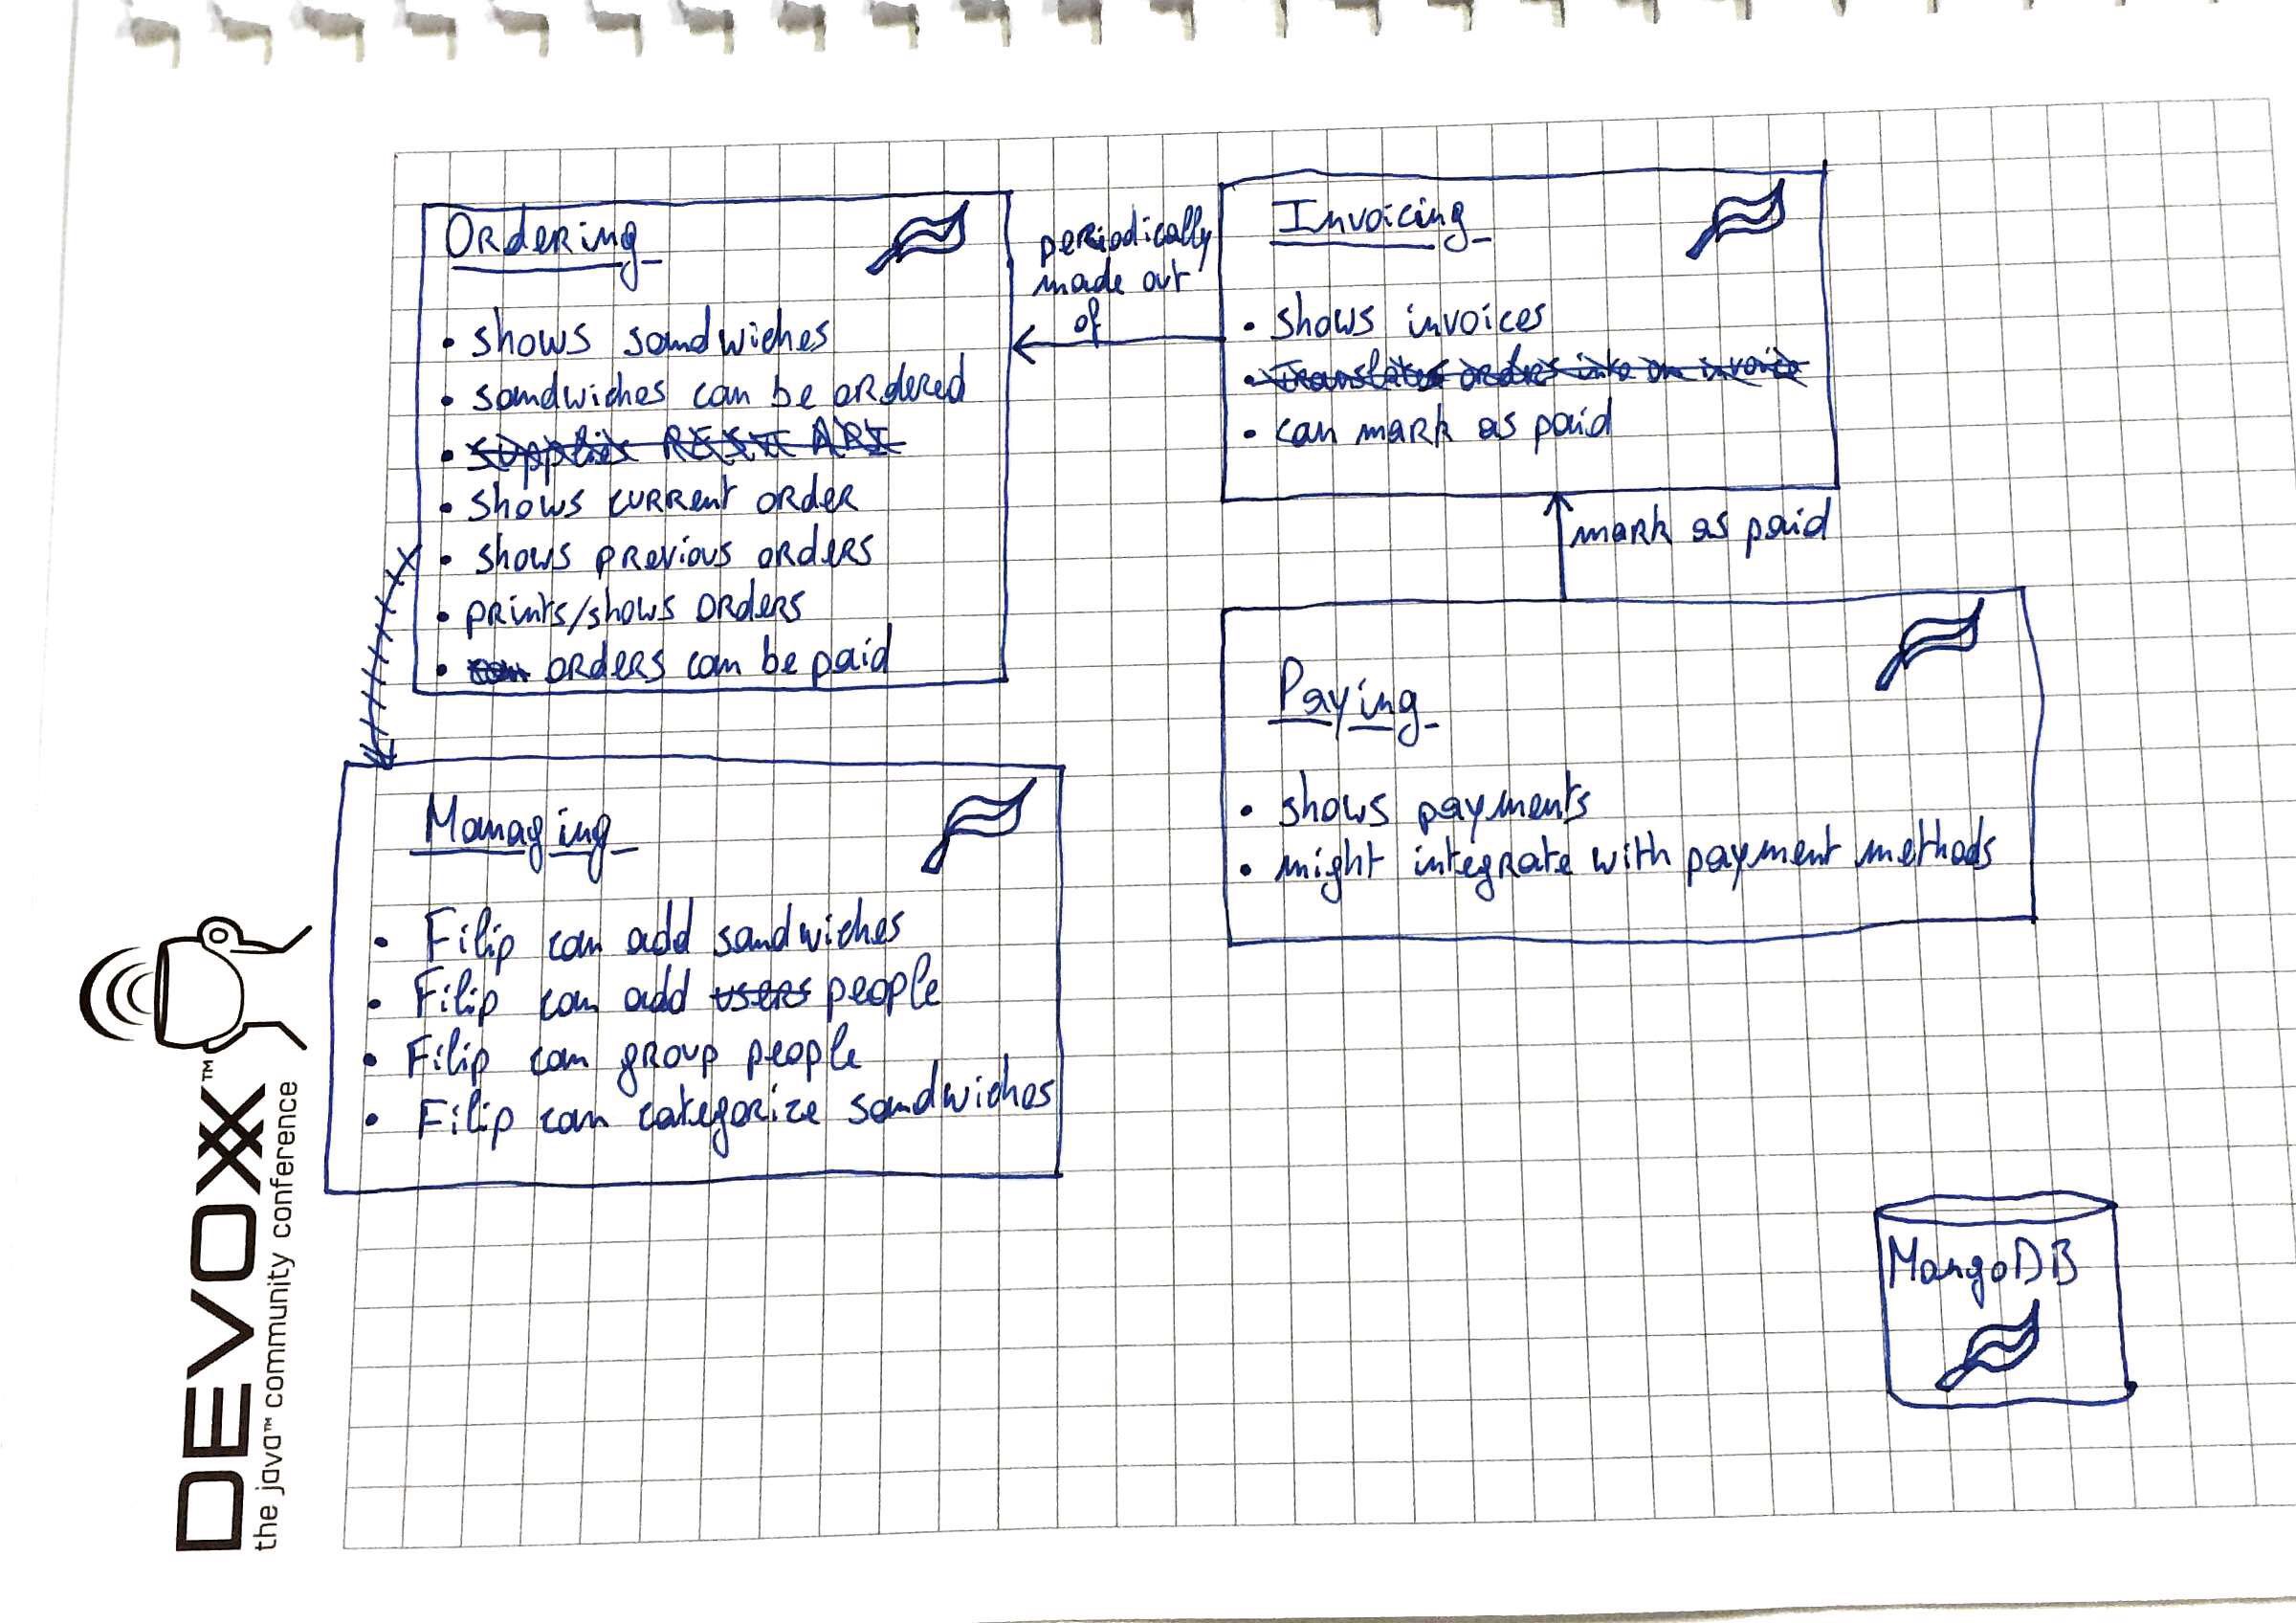 Ordering
• shows sandwiches
• sandwiches can be ordered
• supplies REST API
• shows current order
• shows previous orders
• prints/shows orders
• can orders can be paid
periodically
made out
of
Invoicing
• shows invoices
• translates orders into an invoice
• can mark as paid
mark as paid
Paying
• shows payments
• might integrate with payment methods
Managing
• Filip can add sandwiches
• Filip can add users people
• Filip can group people
• Filip can categorize sandwiches
MongoDB
DEVOXX™
the java™ community conference